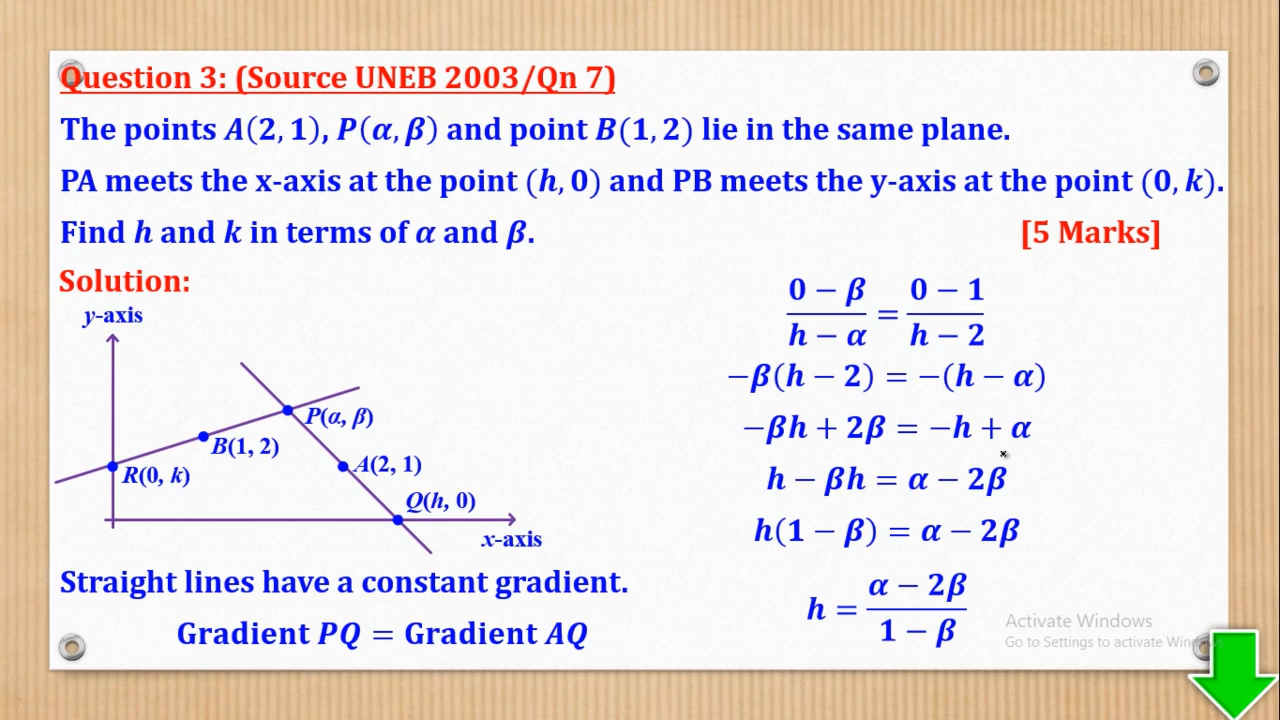 Question 3: (Source UNEB 2003/Qn 7)
The points A(2, 1), P(α, β) and point B(1, 2) lie in the same plane.
PA meets the x-axis at the point (h, 0) and PB meets the y-axis at the point (0, k).
Find h and k in terms of α and β. [5 Marks]
Solution:
y-axis
P(α, β)
B(1, 2)
R(0, k)
A(2, 1)
Q(h, 0)
x-axis
Straight lines have a constant gradient.
Gradient PQ = Gradient AQ
(0 − β)/(h − α) = (0 − 1)/(h − 2)
−β(h − 2) = −(h − α)
−βh + 2β = −h + α
h − βh = α − 2β
h(1 − β) = α − 2β
h = (α − 2β)/(1 − β)
Activate Windows
Go to Settings to activate Windows